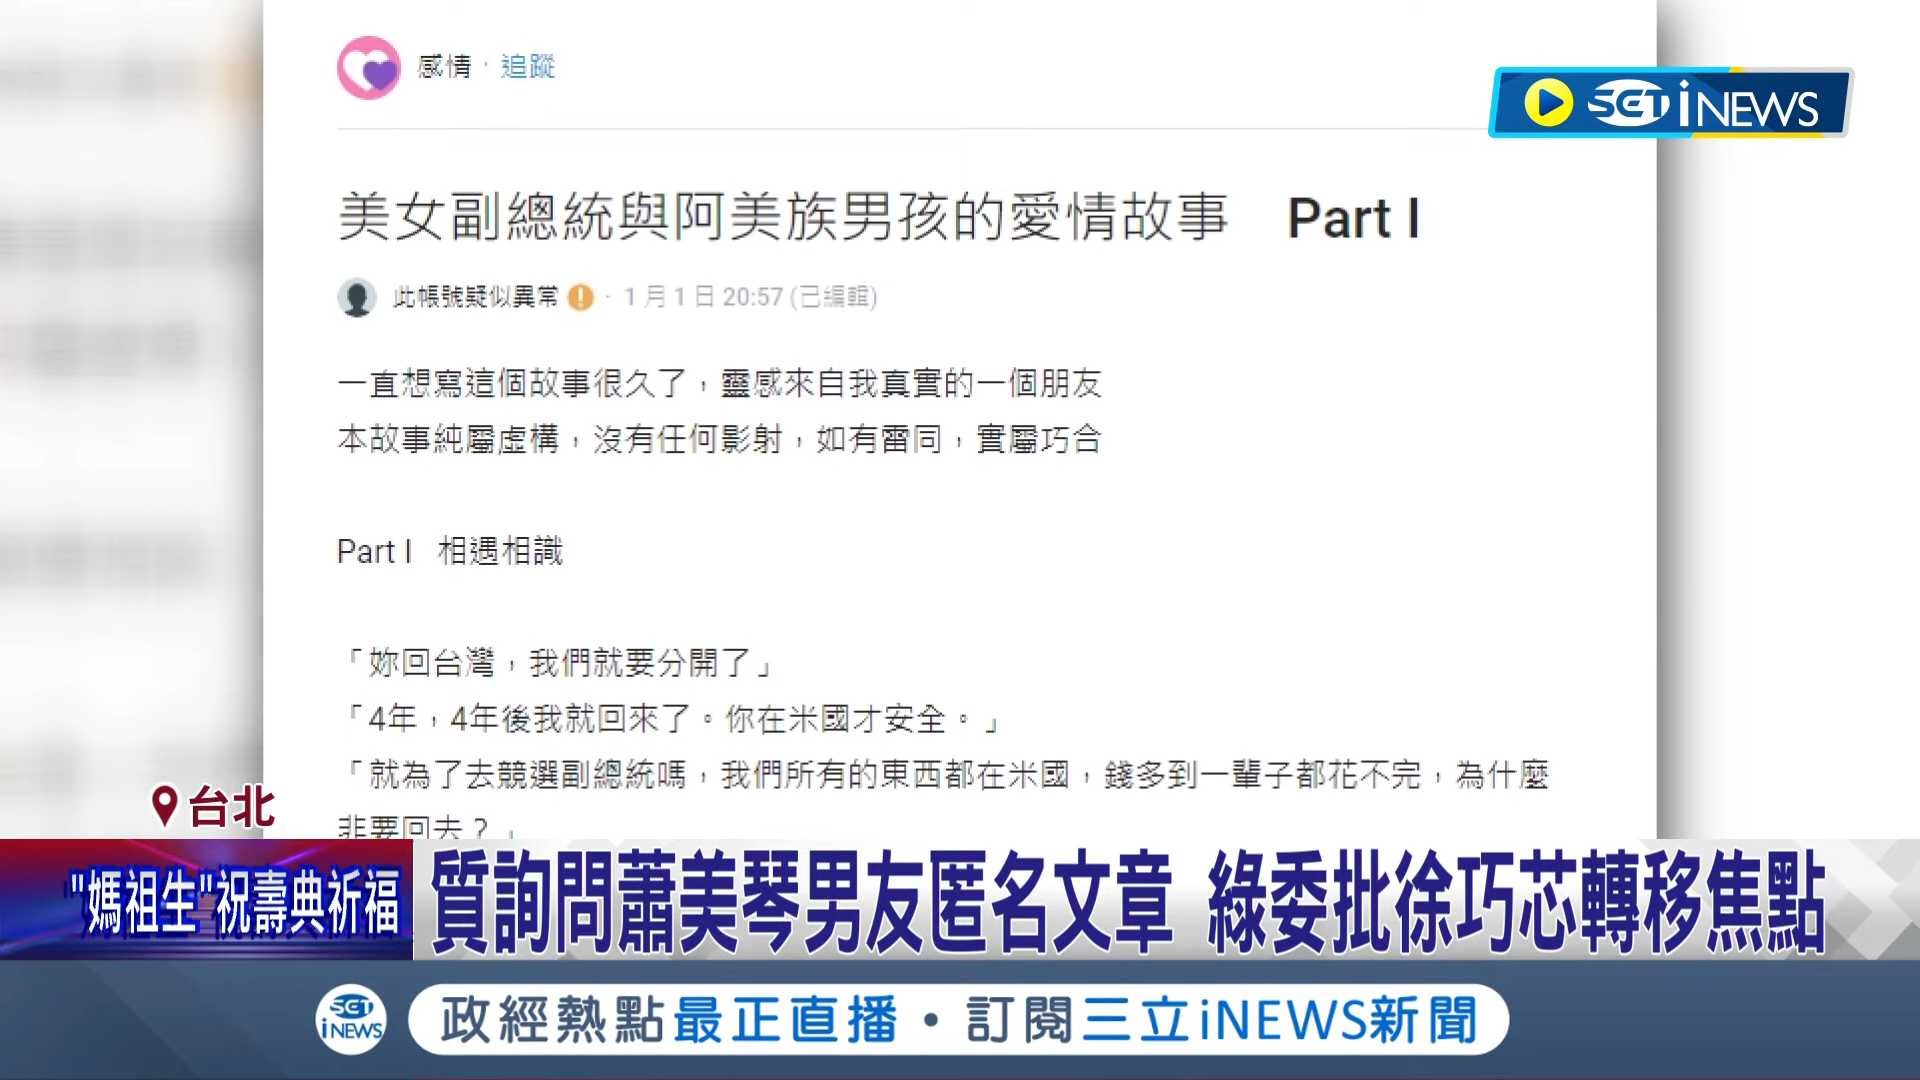 感情·追蹤
SET iNEWS
美女副總統與阿美族男孩的愛情故事 Part I
此帳號疑似異常 · 1月1日 20:57 (已編輯)
一直想寫這個故事很久了，靈感來自我真實的一個朋友
本故事純屬虛構，沒有任何影射，如有雷同，實屬巧合
Part I 相遇相識
「妳回台灣，我們就要分開了」
「4年，4年後我就回來了。你在米國才安全。」
「就為了去競選副總統嗎，我們所有的東西都在米國，錢多到一輩子都花不完，為什麼
非要回去？」
台北
"媽祖生"祝壽典祈福
質詢問蕭美琴男友匿名文章 綠委批徐巧芯轉移焦點
SET iNEWS
政經熱點最正直播・訂閱三立iNEWS新聞